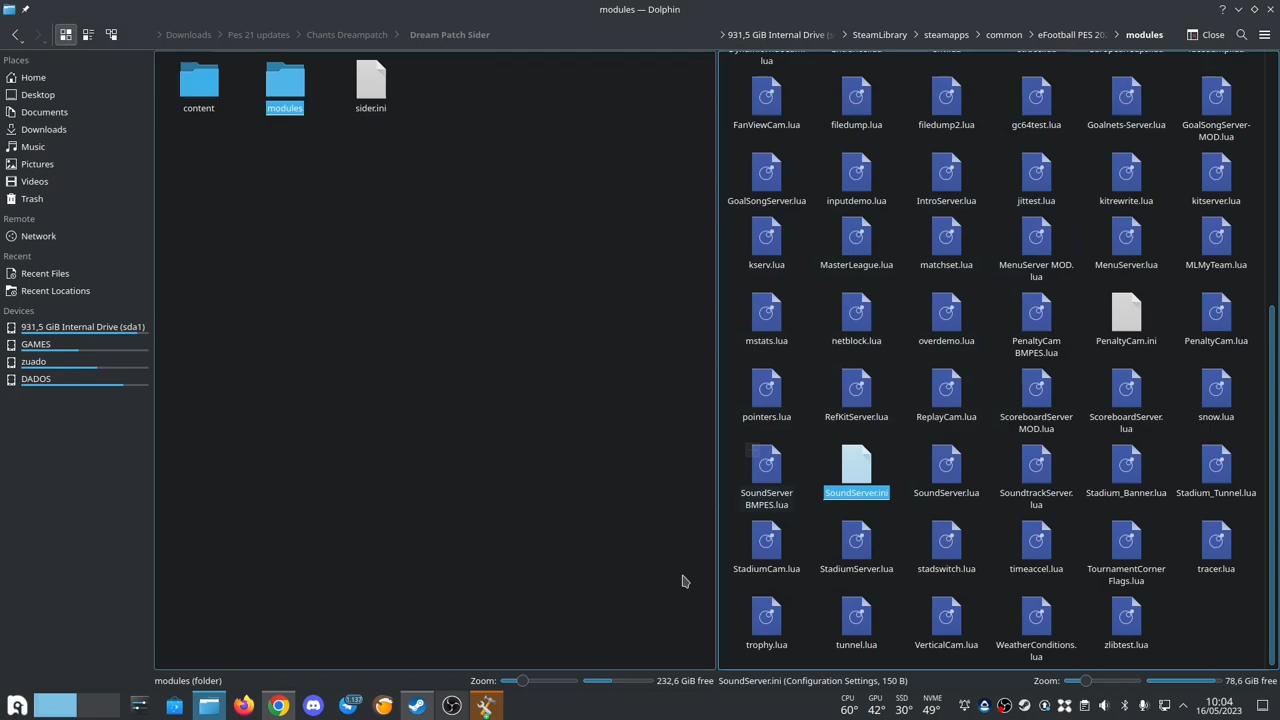 modules — Dolphin
Downloads
Pes 21 updates
Chants Dreampatch
Dream Patch Sider
931,5 GiB Internal Drive (s
SteamLibrary
steamapps
common
eFootball PES 20
modules
Close
Places
Home
Desktop
Documents
Downloads
Music
Pictures
Videos
Trash
Remote
Network
Recent
Recent Files
Recent Locations
Devices
931,5 GiB Internal Drive (sda1)
GAMES
zuado
DADOS
content
modules
sider.ini
lua
FanViewCam.lua
filedump.lua
filedump2.lua
gc64test.lua
Goalnets-Server.lua
GoalSongServer-
MOD.lua
GoalSongServer.lua
inputdemo.lua
IntroServer.lua
jittest.lua
kitrewrite.lua
kitserver.lua
kserv.lua
MasterLeague.lua
matchset.lua
MenuServer MOD.
lua
MenuServer.lua
MLMyTeam.lua
mstats.lua
netblock.lua
overdemo.lua
PenaltyCam
BMPES.lua
PenaltyCam.ini
PenaltyCam.lua
pointers.lua
RefKitServer.lua
ReplayCam.lua
ScoreboardServer
MOD.lua
ScoreboardServer.
lua
snow.lua
SoundServer
BMPES.lua
SoundServer.ini
SoundServer.lua
SoundtrackServer.
lua
Stadium_Banner.lua
Stadium_Tunnel.lua
StadiumCam.lua
StadiumServer.lua
stadswitch.lua
timeaccel.lua
TournamentCorner
Flags.lua
tracer.lua
trophy.lua
tunnel.lua
VerticalCam.lua
WeatherConditions.
lua
zlibtest.lua
modules (folder)
Zoom:
232,6 GiB free
SoundServer.ini (Configuration Settings, 150 B)
Zoom:
78,6 GiB free
1.137
CPU
60°
GPU
42°
SSD
30°
NVME
49°
10:04
16/05/2023